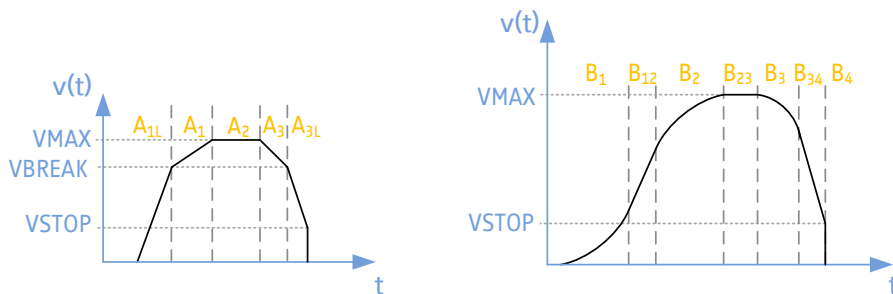 v(t)
A1L A1 A2 A3 A3L
VMAX
VBREAK
VSTOP
t
v(t)
B1 B12 B2 B23 B3 B34 B4
VMAX
VSTOP
t